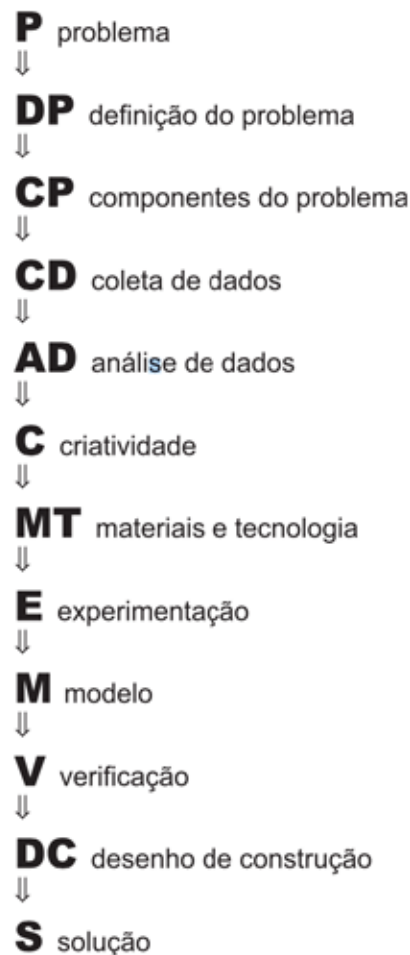 P problema
⇓
DP definição do problema
⇓
CP componentes do problema
⇓
CD coleta de dados
⇓
AD análise de dados
⇓
C criatividade
⇓
MT materiais e tecnologia
⇓
E experimentação
⇓
M modelo
⇓
V verificação
⇓
DC desenho de construção
⇓
S solução